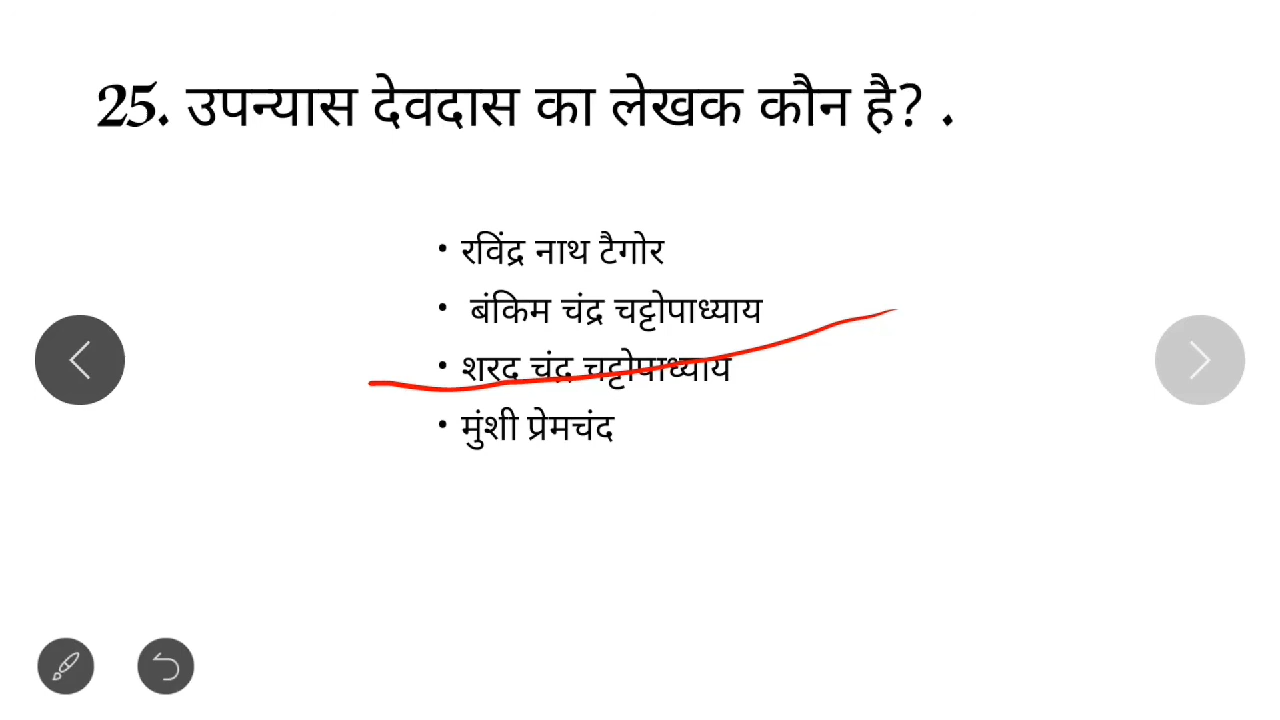 25. उपन्यास देवदास का लेखक कौन है? .
• रविंद्र नाथ टैगोर
• बंकिम चंद्र चट्टोपाध्याय
• शरद चंद्र चट्टोपाध्याय
• मुंशी प्रेमचंद